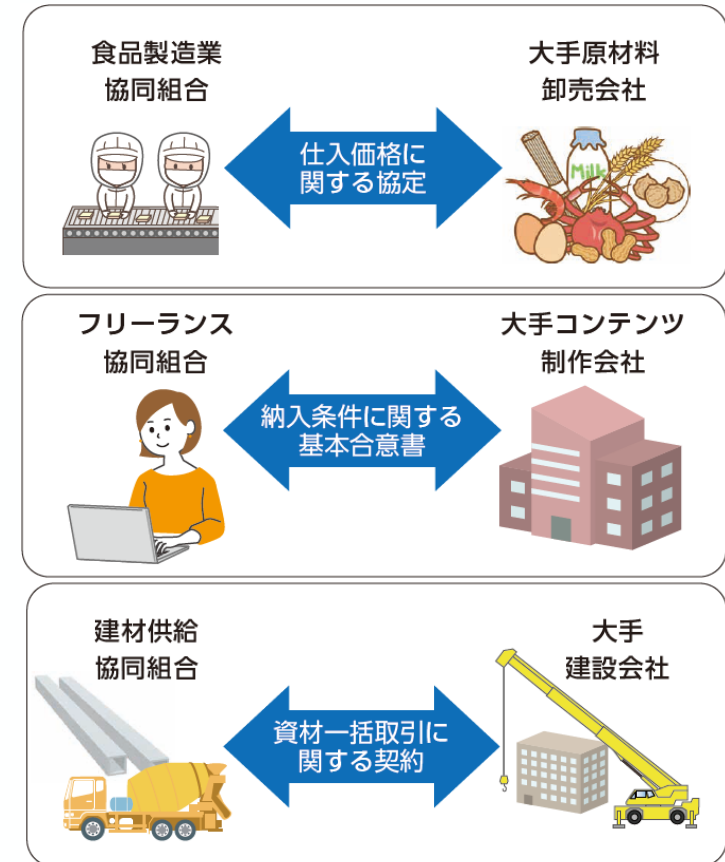 食品製造業
協同組合
仕入価格に
関する協定
大手原材料
卸売会社
Milk
フリーランス
協同組合
納入条件に関する
基本合意書
大手コンテンツ
制作会社
建材供給
協同組合
資材一括取引に
関する契約
大手
建設会社